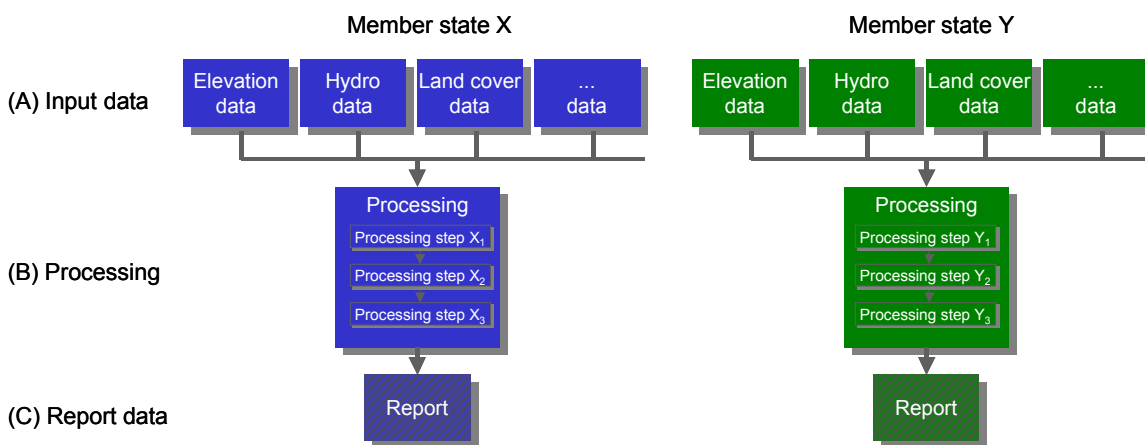 Member state X
Member state Y
(A) Input data
Elevation
data
Hydro
data
Land cover
data
...
data
Elevation
data
Hydro
data
Land cover
data
...
data
(B) Processing
Processing
Processing step X₁
Processing step X₂
Processing step X₃
Processing
Processing step Y₁
Processing step Y₂
Processing step Y₃
(C) Report data
Report
Report